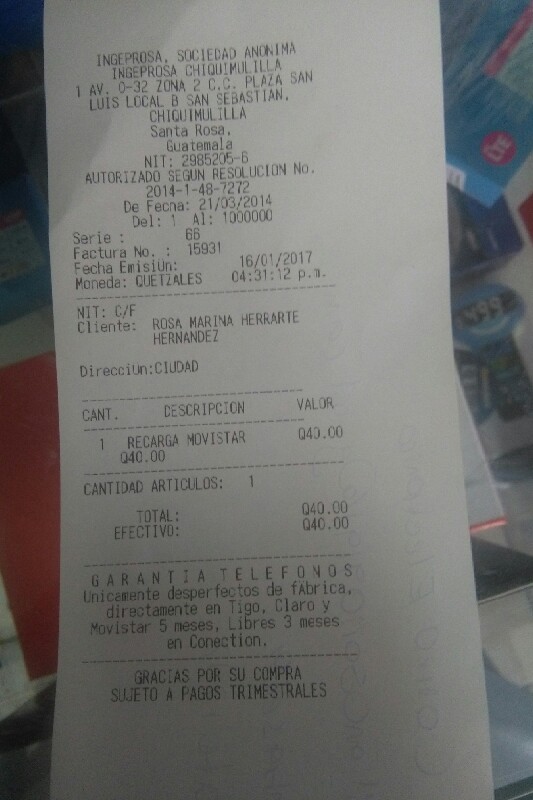 INGEPROSA, SOCIEDAD ANONIMA
INGEPROSA CHIQUIMULILLA
1 AV. 0-32 ZONA 2 C.C. PLAZA SAN
LUIS LOCAL B SAN SEBASTIAN,
CHIQUIMULILLA
Santa Rosa,
Guatemala
NIT: 2985205-6
AUTORIZADO SEGUN RESOLUCION No.
2014-1-48-7272
De Fecha: 21/03/2014
Del: 1 Al: 1000000
Serie : 66
Factura No. : 15931
Fecha EmisiUn: 16/01/2017
Moneda: QUETZALES 04:31:12 p.m.
NIT: C/F
Cliente: ROSA MARINA HERRARTE
HERNANDEZ
DirecciUn:CIUDAD
CANT. DESCRIPCION VALOR
1 RECARGA MOVISTAR Q40.00
Q40.00
CANTIDAD ARTICULOS: 1
TOTAL: Q40.00
EFECTIVO: Q40.00
G A R A N T I A T E L E F O N O S
Unicamente desperfectos de fAbrica,
directamente en Tigo, Claro y
Movistar 5 meses, Libres 3 meses
en Conection.
GRACIAS POR SU COMPRA
SUJETO A PAGOS TRIMESTRALES
LTE
499